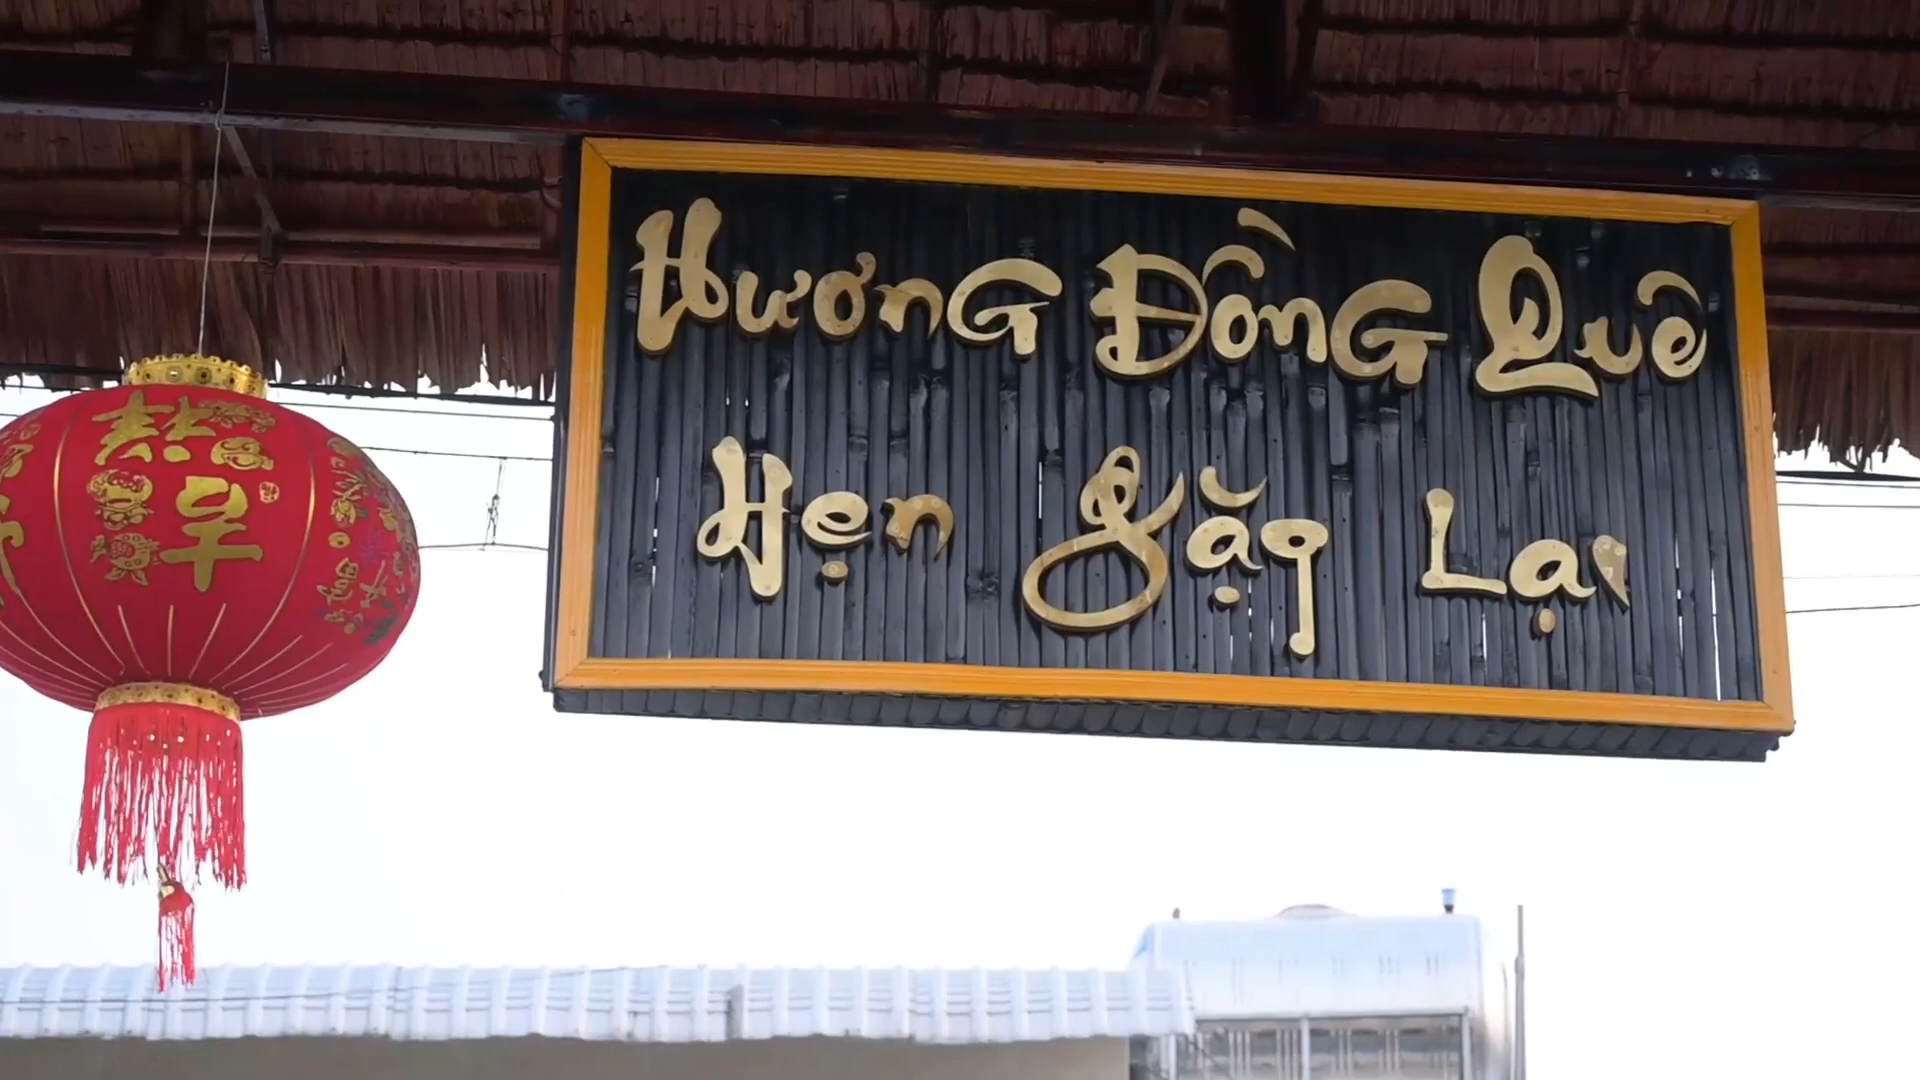 Hương Đồng Quê
Hẹn gặp Lại